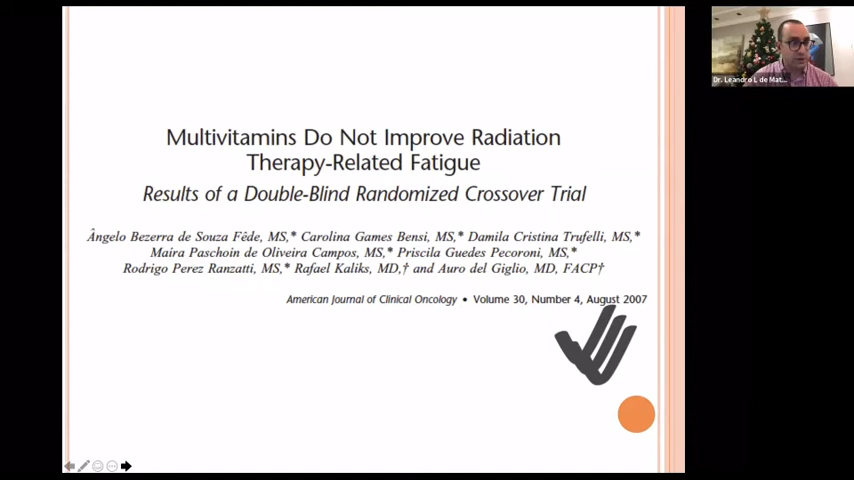 Multivitamins Do Not Improve Radiation
Therapy-Related Fatigue
Results of a Double-Blind Randomized Crossover Trial
Ângelo Bezerra de Souza Fêde, MS,* Carolina Games Bensi, MS,* Damila Cristina Trufelli, MS,*
Maira Paschoin de Oliveira Campos, MS,* Priscila Guedes Pecoroni, MS,*
Rodrigo Perez Ranzatti, MS,* Rafael Kaliks, MD,† and Auro del Giglio, MD, FACP†
American Journal of Clinical Oncology • Volume 30, Number 4, August 2007
Dr. Leandro L de Mat...